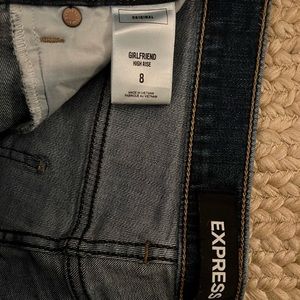 ORIGINAL
GIRLFRIEND
HIGH RISE
8
MADE IN VIETNAM
FABRIQUÉ AU VIETNAM
EXPRESS